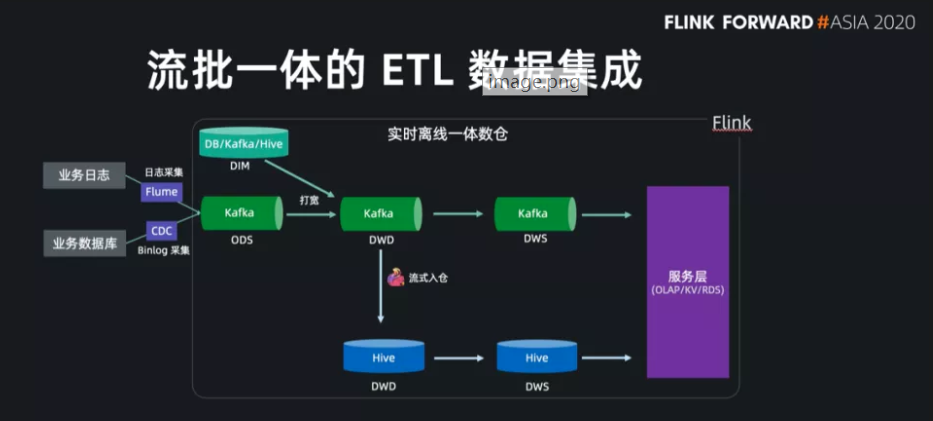 FLINK FORWARD #ASIA 2020
流批一体的 ETL 数据集成
image.png
Flink
实时离线一体数仓
DB/Kafka/Hive
DIM
业务日志
日志采集
Flume
打宽
Kafka
ODS
Kafka
DWD
Kafka
DWS
CDC
业务数据库
Binlog 采集
流式入仓
服务层
(OLAP/KV/RDS)
Hive
DWD
Hive
DWS